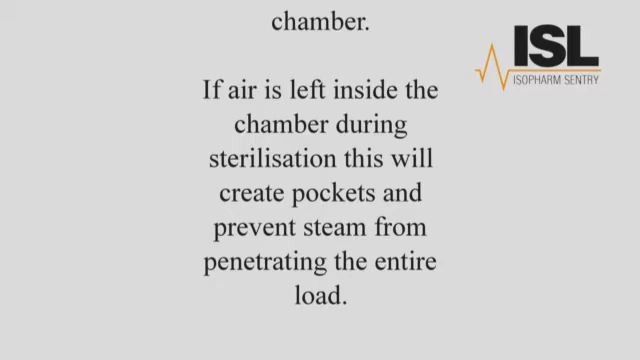 chamber.
ISL
ISOPHARM SENTRY
If air is left inside the
chamber during
sterilisation this will
create pockets and
prevent steam from
penetrating the entire
load.